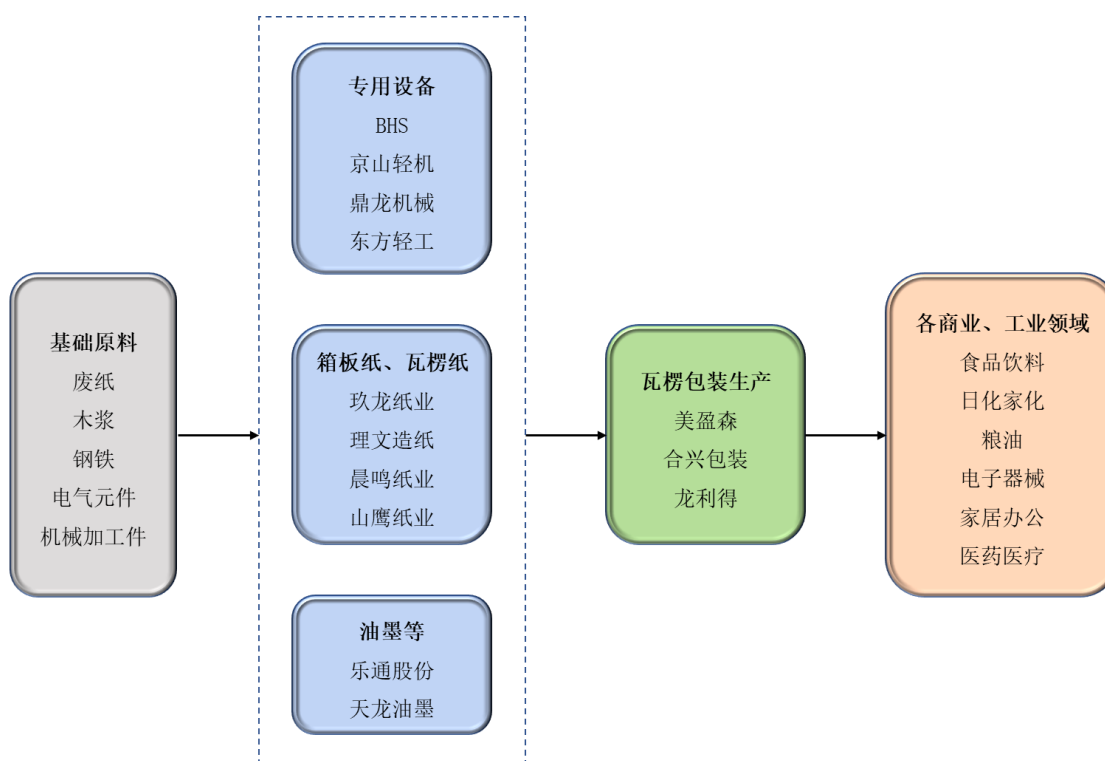 基础原料
废纸
木浆
钢铁
电气元件
机械加工件
专用设备
BHS
京山轻机
鼎龙机械
东方轻工
箱板纸、瓦楞纸
玖龙纸业
理文造纸
晨鸣纸业
山鹰纸业
油墨等
乐通股份
天龙油墨
瓦楞包装生产
美盈森
合兴包装
龙利得
各商业、工业领域
食品饮料
日化家化
粮油
电子器械
家居办公
医药医疗